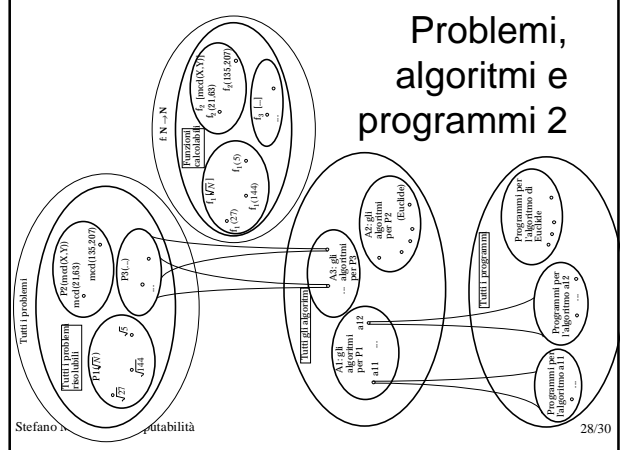 Problemi,
algoritmi e
programmi 2
f: N → N
Funzioni
calcolabili
f₂ [mcd(X,Y)]
f₂(21,63)
f₂(135,207)
f₃ [...]
...
f₁[√N]
f₁(27)
f₁(5)
f₁(144)
Tutti i problemi
Tutti i problemi
risolubili
P2(mcd(X,Y))
mcd(21,63)
mcd(135,207)
P3(...)
...
P1(√N)
√27
√5
√144
Tutti gli algoritmi
A3: gli
algoritmi
per P3
...
A2: gli
algoritmi
per P2
(Euclide)
A1: gli
algoritmi
per P1
a11
...
a12
Tutti i programmi
Programmi per
l'algoritmo di
Euclide
Programmi per
l'algoritmo a12
...
Programmi per
l'algoritmo a11
...
Stefano
28/30